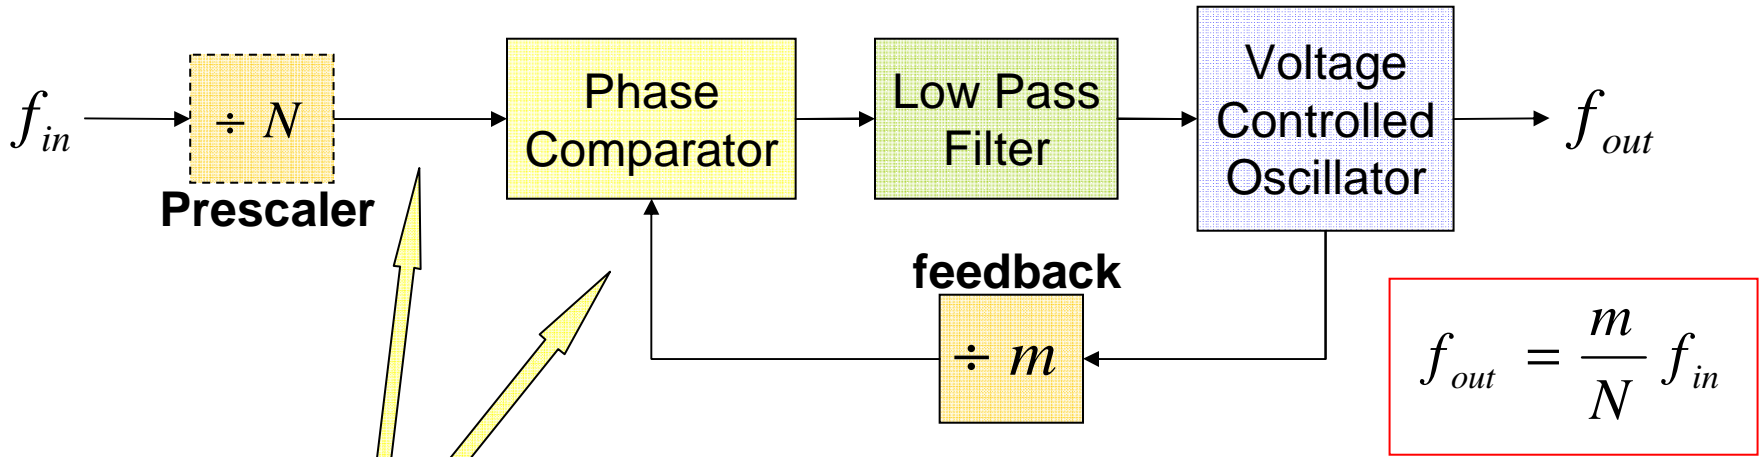 f_in
÷ N
Prescaler
Phase
Comparator
Low Pass
Filter
Voltage
Controlled
Oscillator
f_out
feedback
÷ m
f_out = m/N f_in